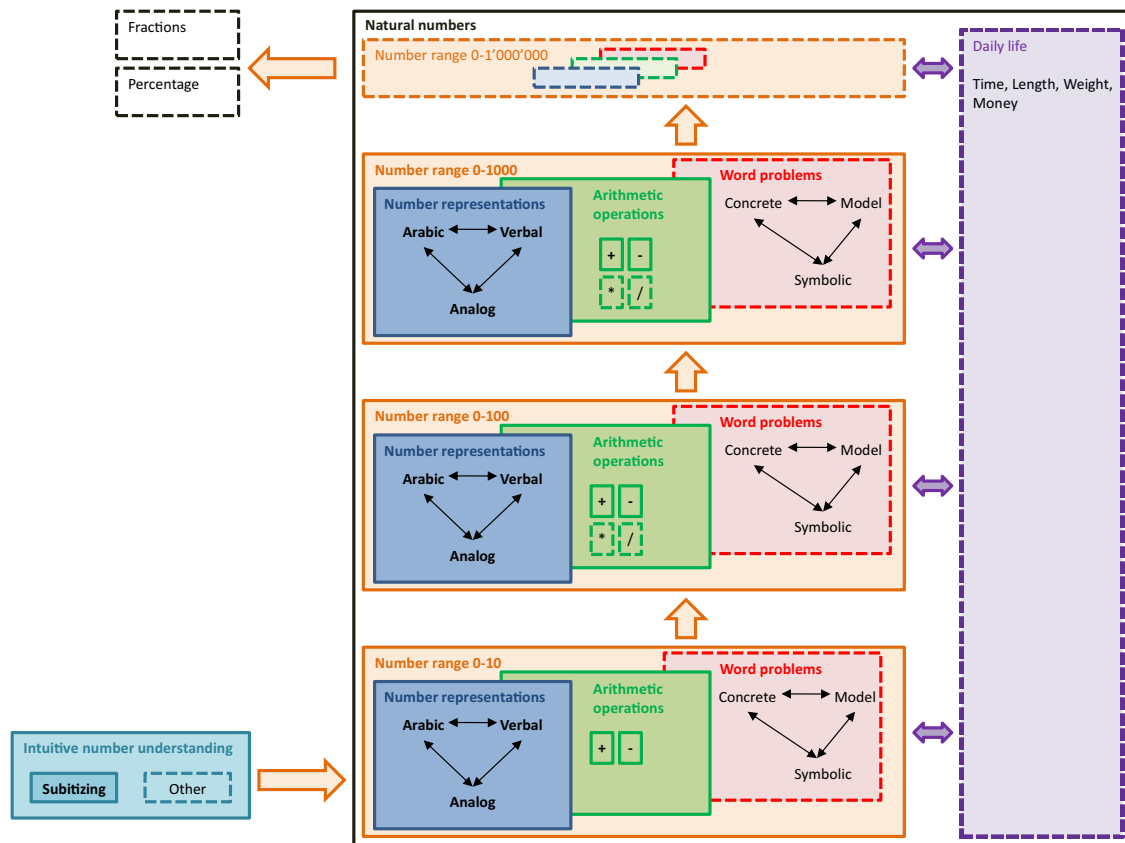 Fractions
Percentage
Natural numbers
Number range 0-1'000'000
Daily life
Time, Length, Weight,
Money
Number range 0-1000
Number representations
Arabic
Verbal
Analog
Arithmetic
operations
+
-
*
/
Word problems
Concrete
Model
Symbolic
Number range 0-100
Number representations
Arabic
Verbal
Analog
Arithmetic
operations
+
-
*
/
Word problems
Concrete
Model
Symbolic
Number range 0-10
Number representations
Arabic
Verbal
Analog
Arithmetic
operations
+
-
Word problems
Concrete
Model
Symbolic
Intuitive number understanding
Subitizing
Other